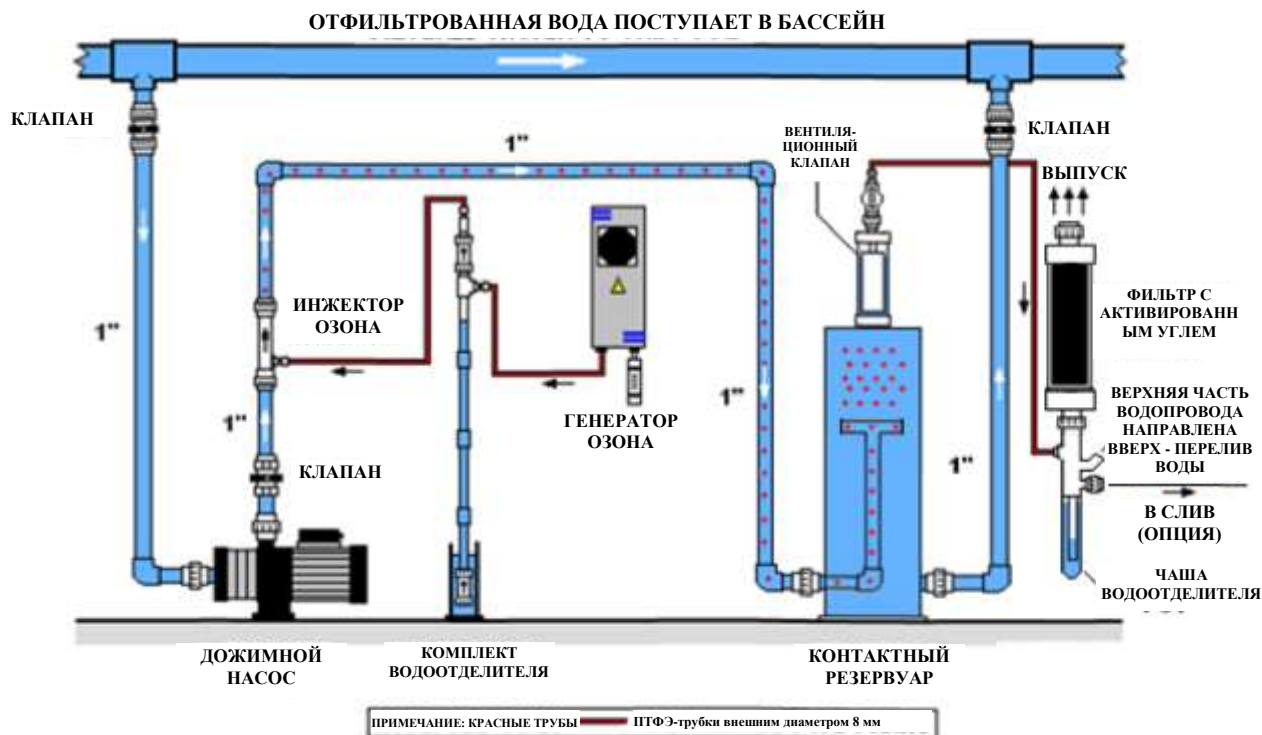 ОТФИЛЬТРОВАННАЯ ВОДА ПОСТУПАЕТ В БАССЕЙН
КЛАПАН
1"
ВЕНТИЛЯ-
ЦИОННЫЙ
КЛАПАН
КЛАПАН
ВЫПУСК
ИНЖЕКТОР
ОЗОНА
1"
ФИЛЬТР С
АКТИВИРОВАНН
ЫМ УГЛЕМ
1"
1"
ГЕНЕРАТОР
ОЗОНА
ВЕРХНЯЯ ЧАСТЬ
ВОДОПРОВОДА
НАПРАВЛЕНА
ВВЕРХ - ПЕРЕЛИВ
ВОДЫ
КЛАПАН
1"
В СЛИВ
(ОПЦИЯ)
ЧАША
ВОДООТДЕЛИТЕЛЯ
ДОЖИМНОЙ
НАСОС
КОМПЛЕКТ
ВОДООТДЕЛИТЕЛЯ
КОНТАКТНЫЙ
РЕЗЕРВУАР
ПРИМЕЧАНИЕ: КРАСНЫЕ ТРУБЫ ПТФЭ-трубки внешним диаметром 8 мм